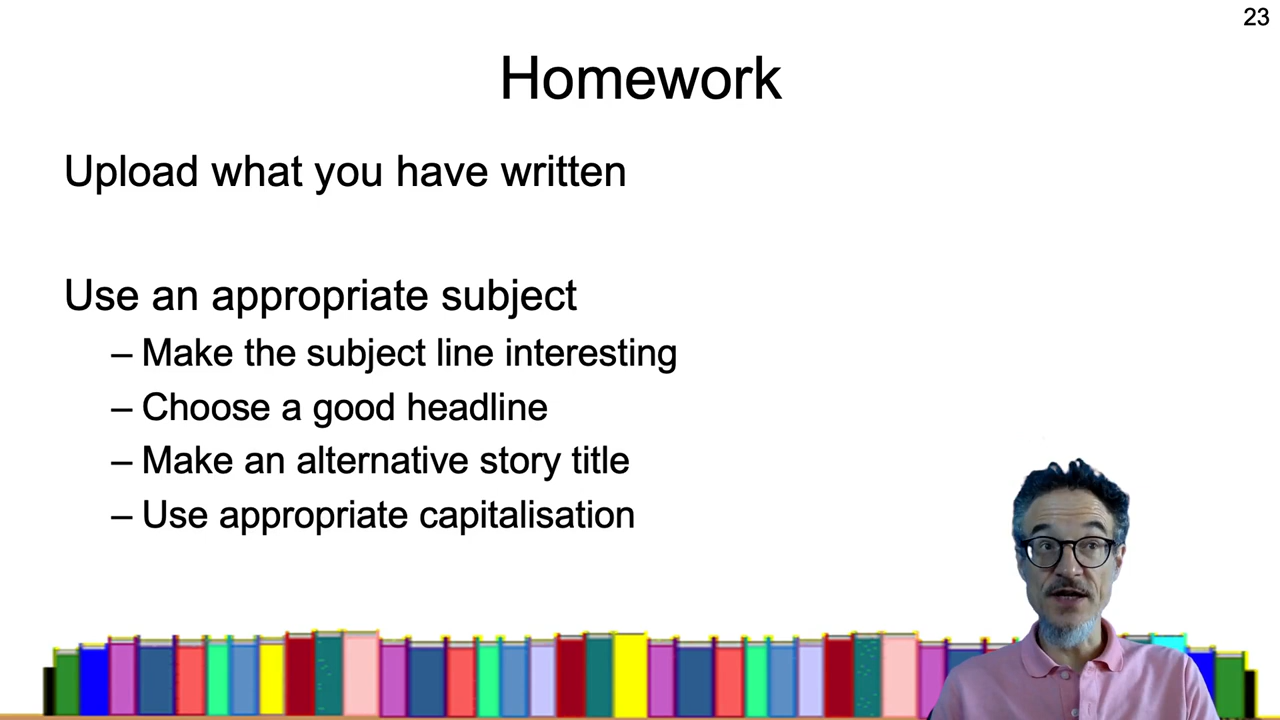 23
Homework
Upload what you have written
Use an appropriate subject
– Make the subject line interesting
– Choose a good headline
– Make an alternative story title
– Use appropriate capitalisation